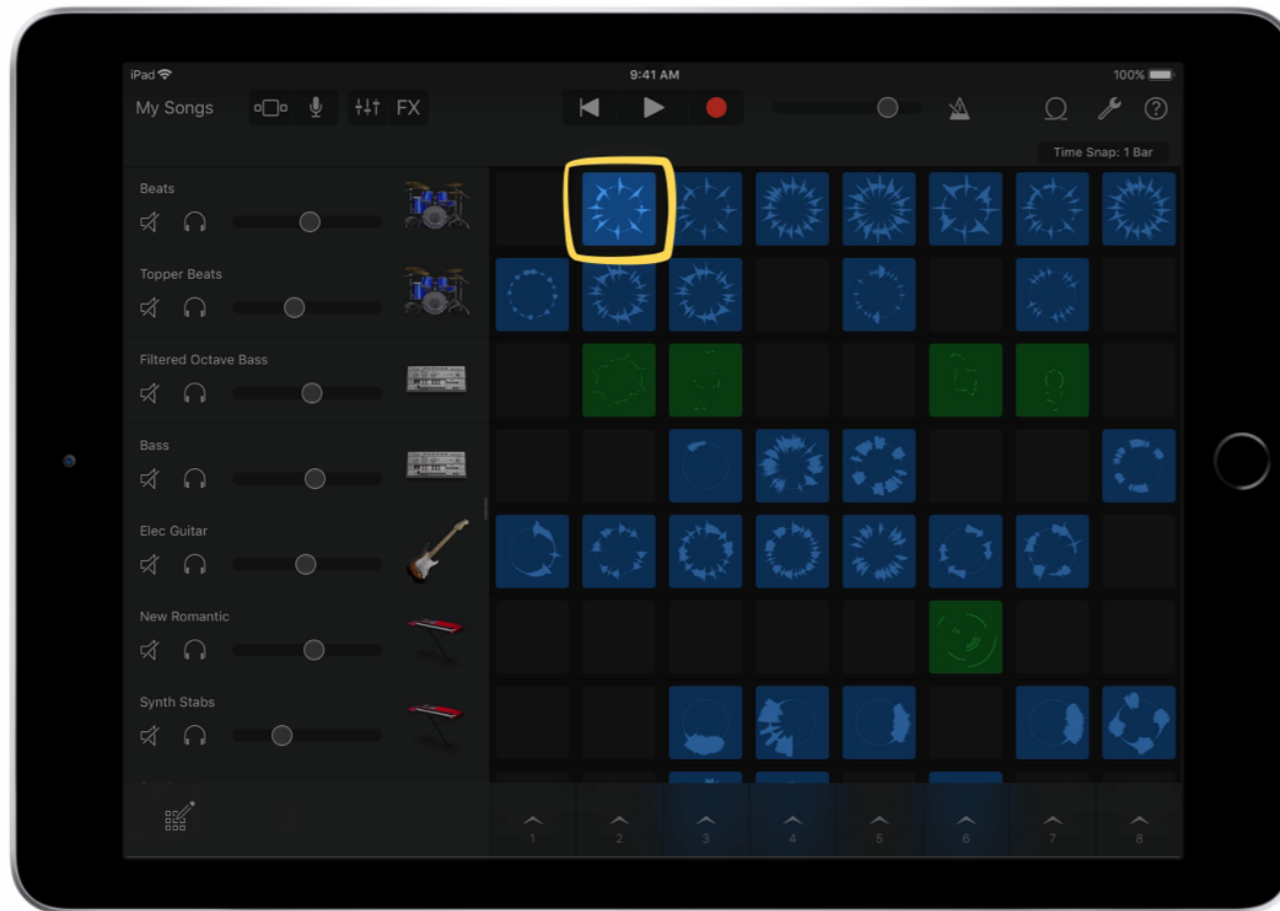 iPad 9:41 AM 100%
My Songs FX
Time Snap: 1 Bar
Beats
Topper Beats
Filtered Octave Bass
Bass
Elec Guitar
New Romantic
Synth Stabs
1 2 3 4 5 6 7 8